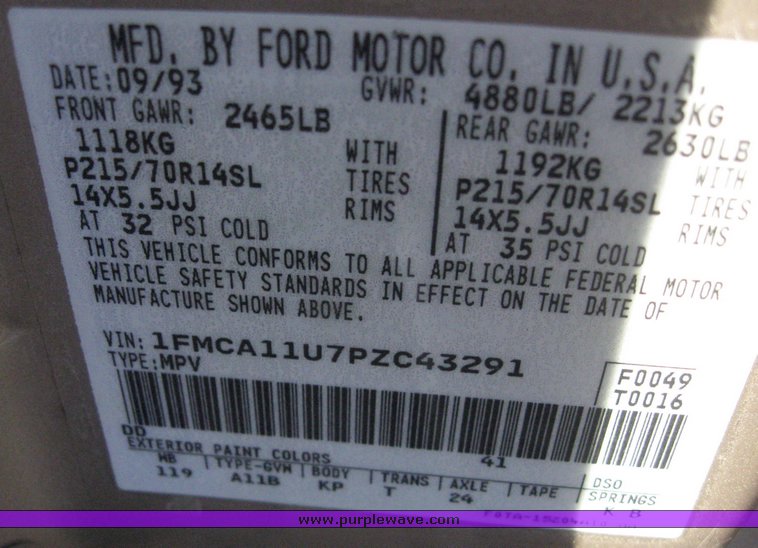 MFD. BY FORD MOTOR CO. IN U.S.A.
DATE: 09/93 GVWR: 4880LB/ 2213KG
FRONT GAWR: 2465LB REAR GAWR: 2630LB
1118KG WITH 1192KG WITH
P215/70R14SL TIRES P215/70R14SL TIRES
14X5.5JJ RIMS 14X5.5JJ RIMS
AT 32 PSI COLD AT 35 PSI COLD
THIS VEHICLE CONFORMS TO ALL APPLICABLE FEDERAL MOTOR
VEHICLE SAFETY STANDARDS IN EFFECT ON THE DATE OF
MANUFACTURE SHOWN ABOVE.
VIN: 1FMCA11U7PZC43291
TYPE: MPV F0049
T0016
DD 41
EXTERIOR PAINT COLORS DSO
WB TYPE-GVW BODY TRANS AXLE TAPE SPRINGS
119 A11B KP T 24 K B
www.purplewave.com